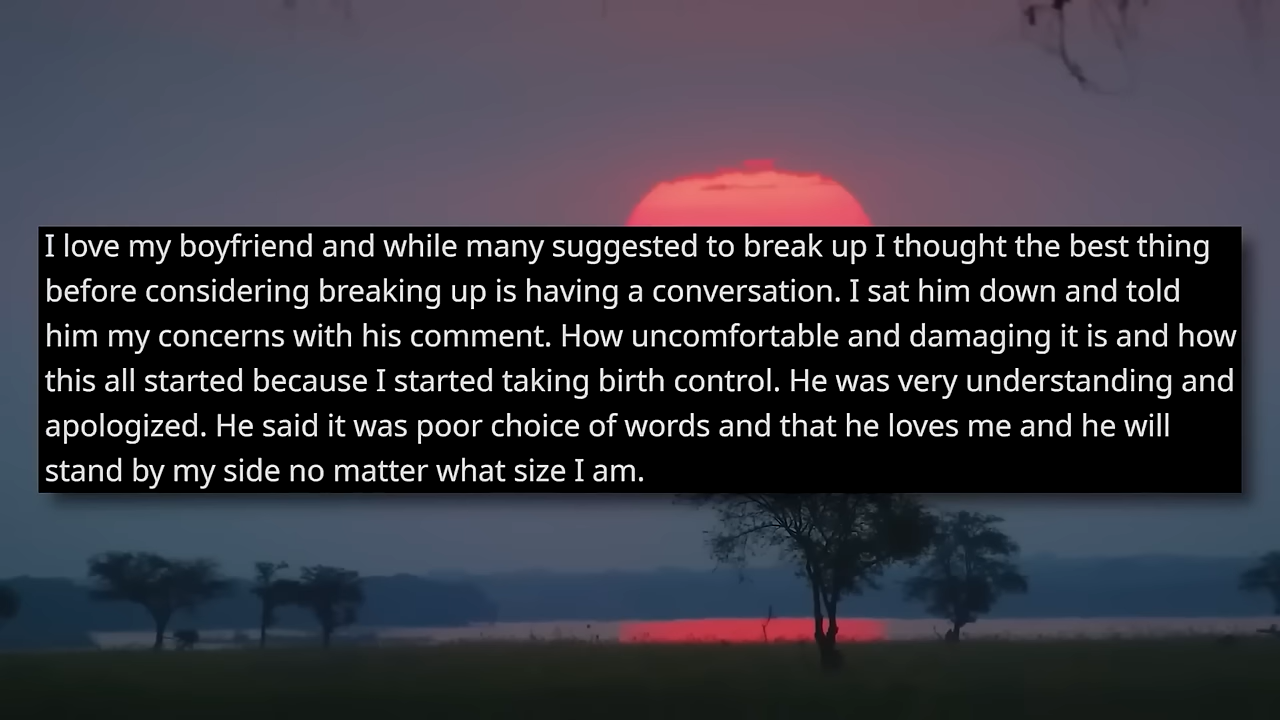 I love my boyfriend and while many suggested to break up I thought the best thing
before considering breaking up is having a conversation. I sat him down and told
him my concerns with his comment. How uncomfortable and damaging it is and how
this all started because I started taking birth control. He was very understanding and
apologized. He said it was poor choice of words and that he loves me and he will
stand by my side no matter what size I am.